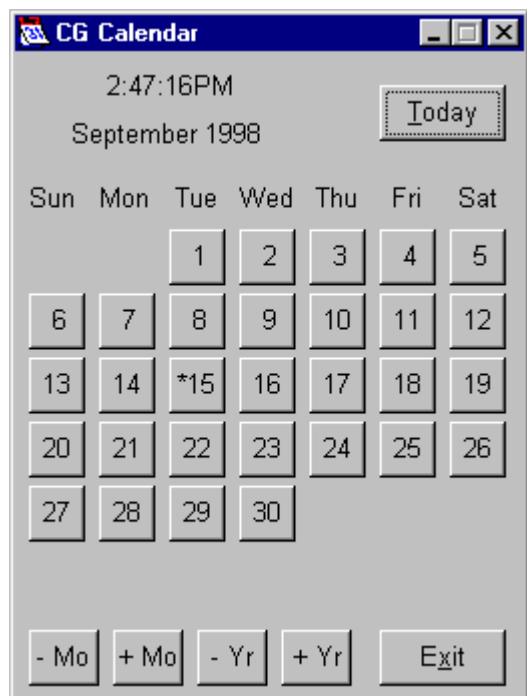 CG Calendar
2:47:16PM
Today
September 1998
Sun Mon Tue Wed Thu Fri Sat
1 2 3 4 5
6 7 8 9 10 11 12
13 14 *15 16 17 18 19
20 21 22 23 24 25 26
27 28 29 30
- Mo + Mo - Yr + Yr Exit